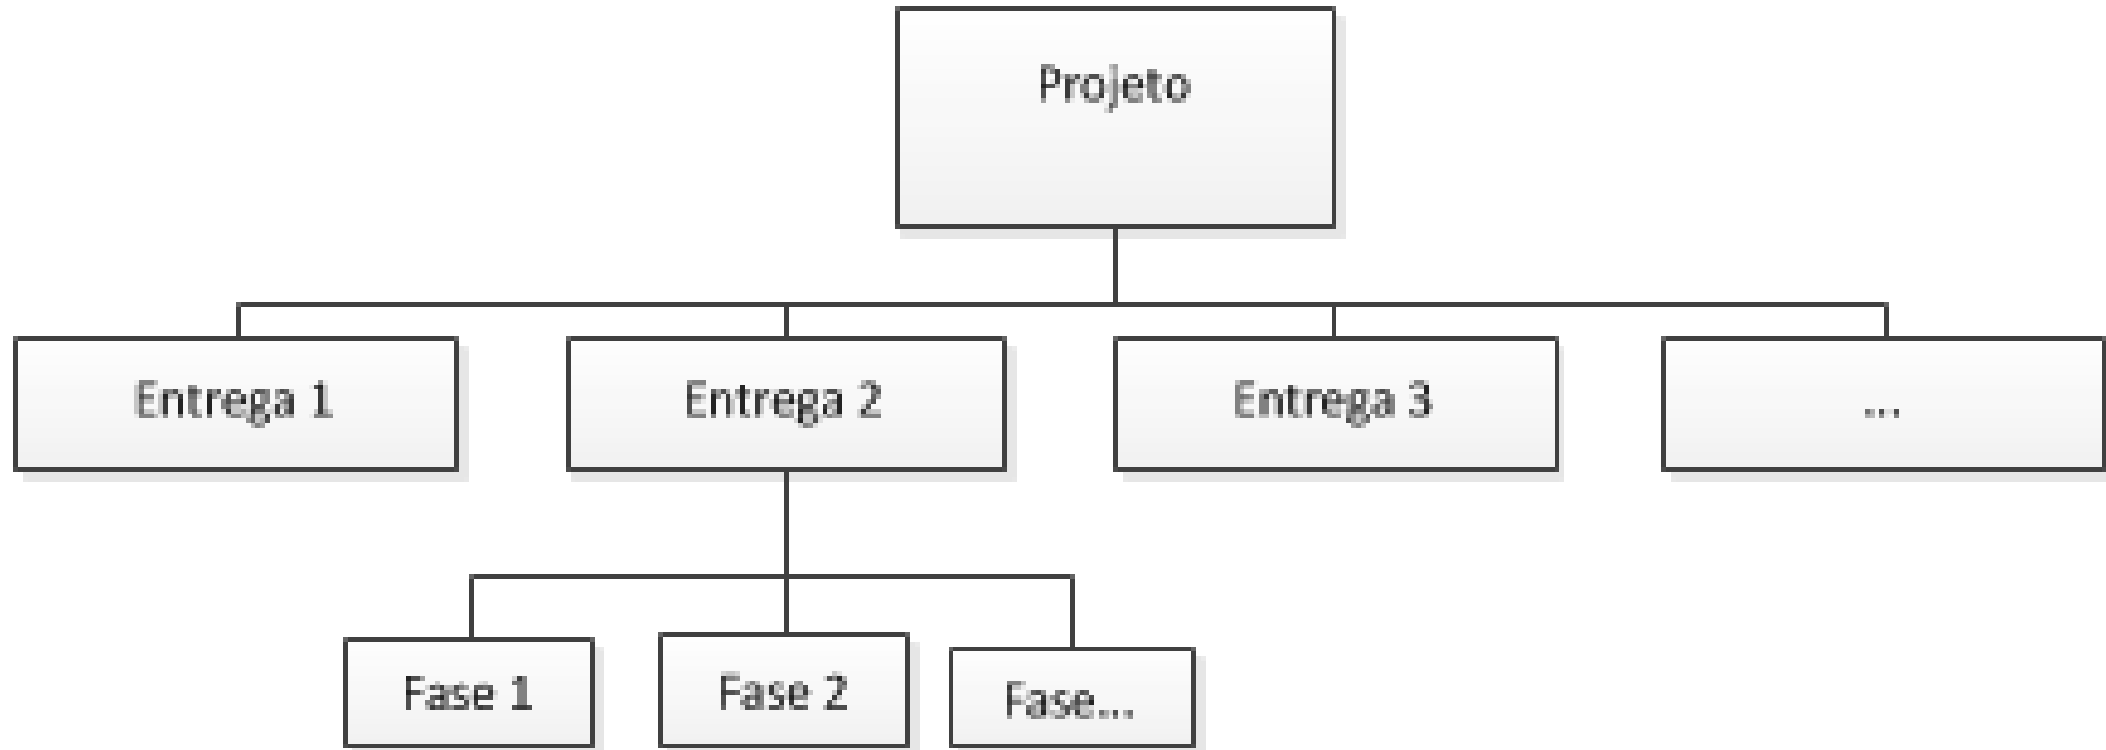 Projeto
Entrega 1
Entrega 2
Entrega 3
...
Fase 1
Fase 2
Fase...